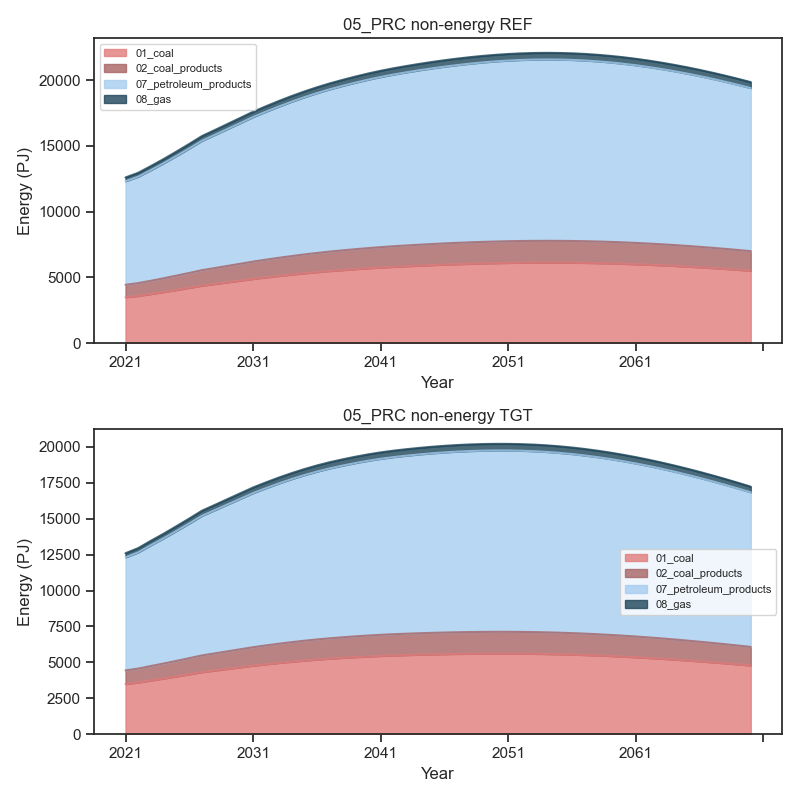 05_PRC non-energy REF
01_coal
02_coal_products
07_petroleum_products
08_gas
20000
15000
10000
5000
0
Energy (PJ)
2021 2031 2041 2051 2061
Year
05_PRC non-energy TGT
20000
17500
15000
12500
10000
7500
5000
2500
0
Energy (PJ)
01_coal
02_coal_products
07_petroleum_products
08_gas
2021 2031 2041 2051 2061
Year